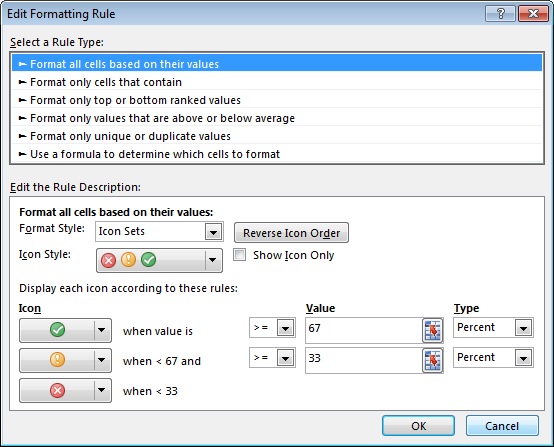 Edit Formatting Rule ?
Select a Rule Type:
► Format all cells based on their values
► Format only cells that contain
► Format only top or bottom ranked values
► Format only values that are above or below average
► Format only unique or duplicate values
► Use a formula to determine which cells to format
Edit the Rule Description:
Format all cells based on their values:
Format Style: Icon Sets Reverse Icon Order
Icon Style: Show Icon Only
Display each icon according to these rules:
Icon Value Type
when value is >= 67 Percent
when < 67 and >= 33 Percent
when < 33
OK Cancel